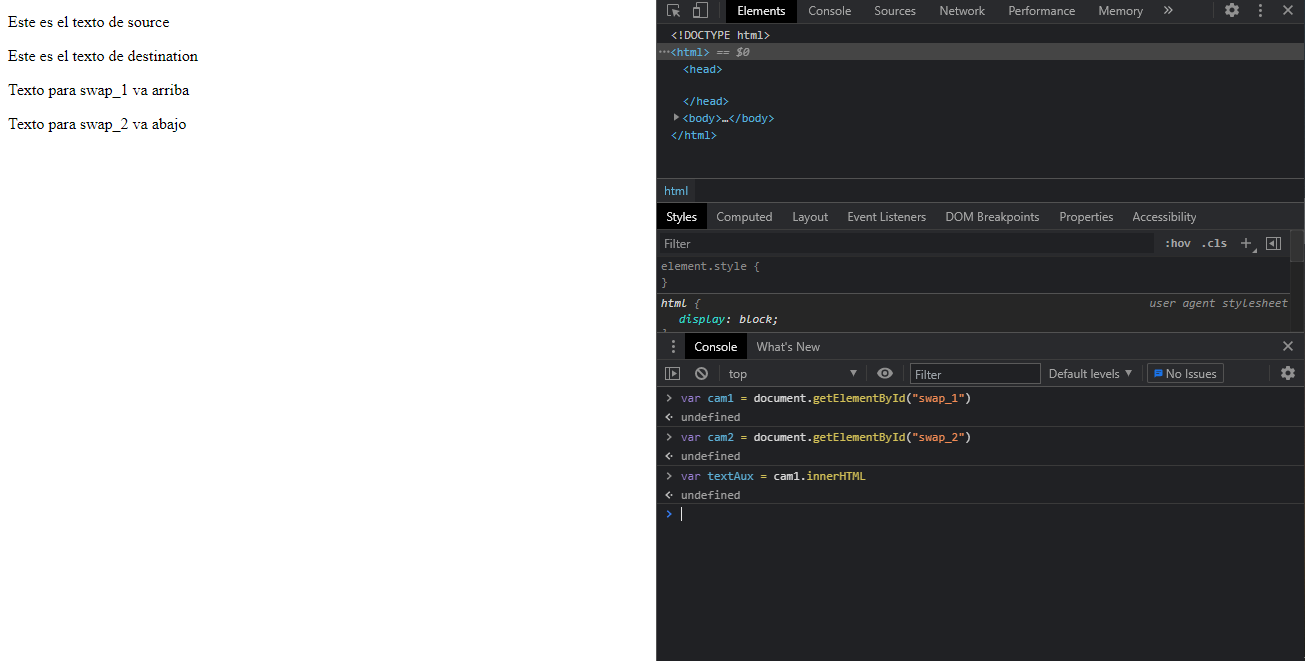 Este es el texto de source
Este es el texto de destination
Texto para swap_1 va arriba
Texto para swap_2 va abajo
Elements Console Sources Network Performance Memory »
<!DOCTYPE html>
···<html> == $0
<head>
</head>
<body>…</body>
</html>
html
Styles Computed Layout Event Listeners DOM Breakpoints Properties Accessibility
Filter :hov .cls +
element.style {
}
html { user agent stylesheet
display: block;
}
Console What's New
top Filter Default levels No Issues
> var cam1 = document.getElementById("swap_1")
undefined
> var cam2 = document.getElementById("swap_2")
undefined
> var textAux = cam1.innerHTML
undefined
>